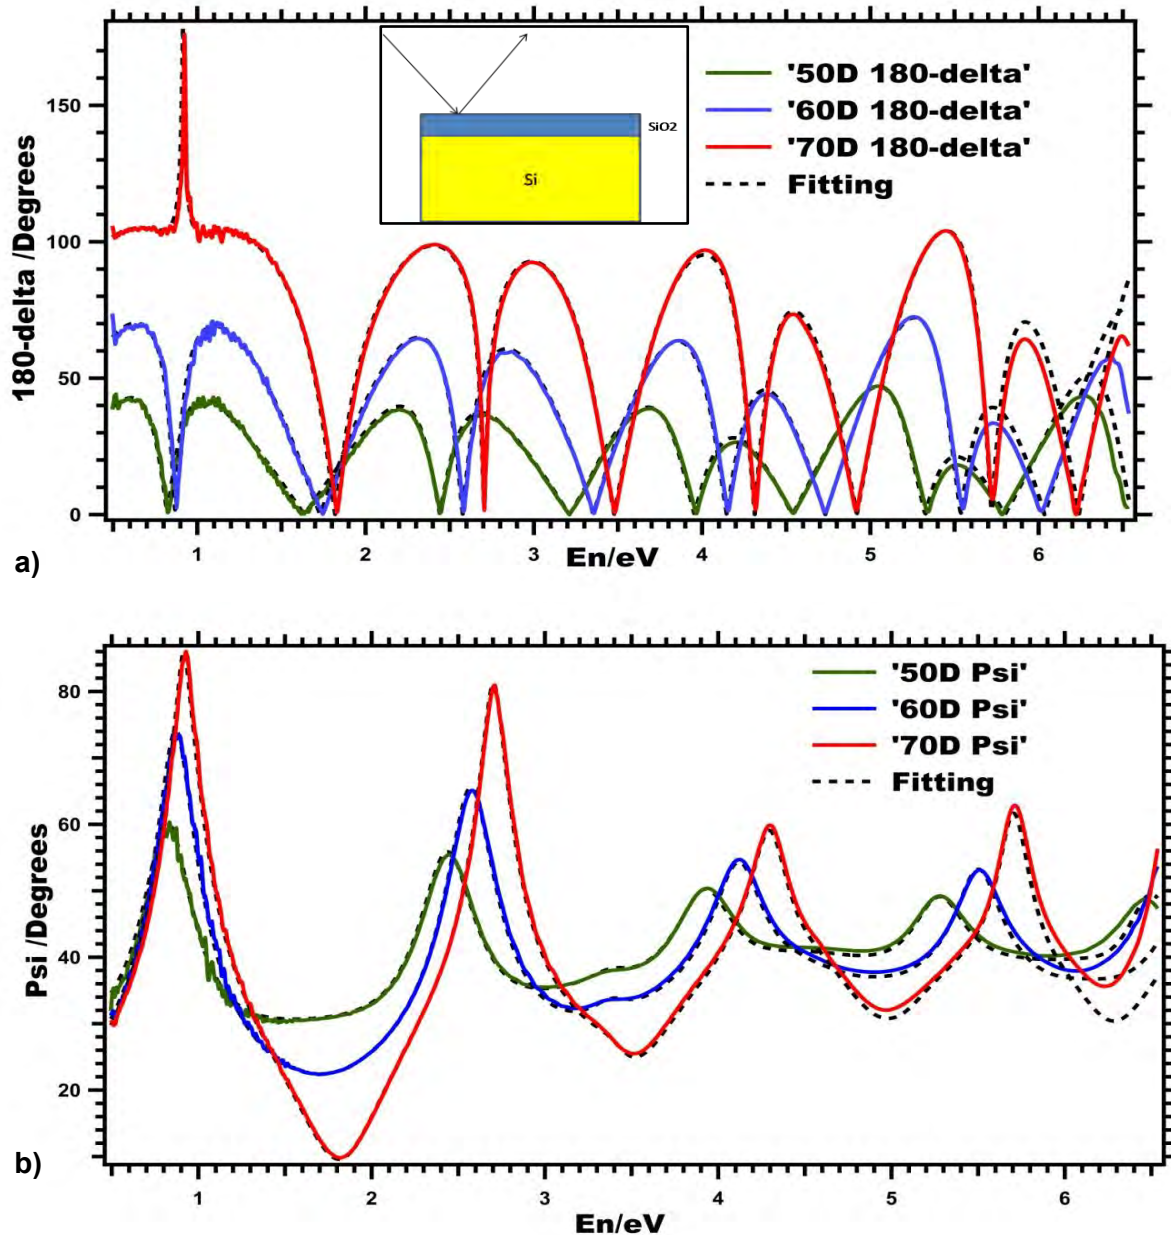 180-delta /Degrees
150
100
50
0
SiO2
Si
'50D 180-delta'
'60D 180-delta'
'70D 180-delta'
Fitting
1 2 3 4 5 6
En/eV
a)
Psi /Degrees
80
60
40
20
'50D Psi'
'60D Psi'
'70D Psi'
Fitting
b)
1 2 3 4 5 6
En/eV